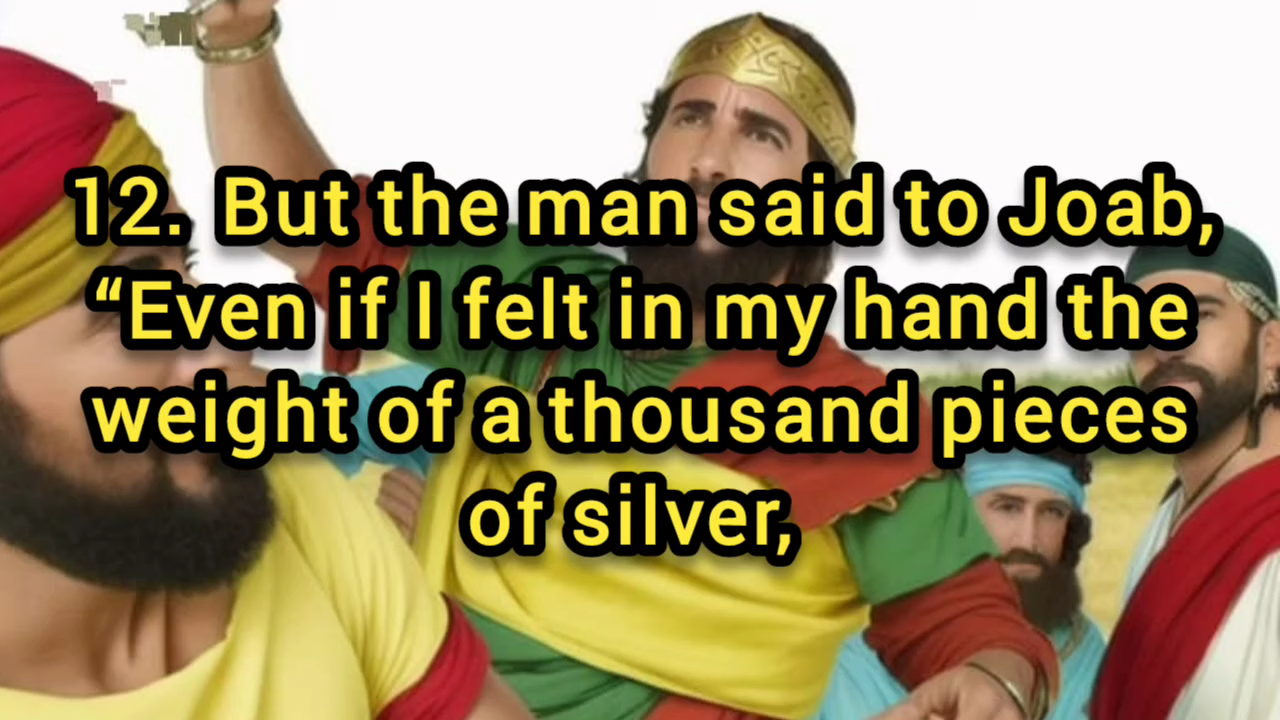 12. But the man said to Joab,
“Even if I felt in my hand the
weight of a thousand pieces
of silver,